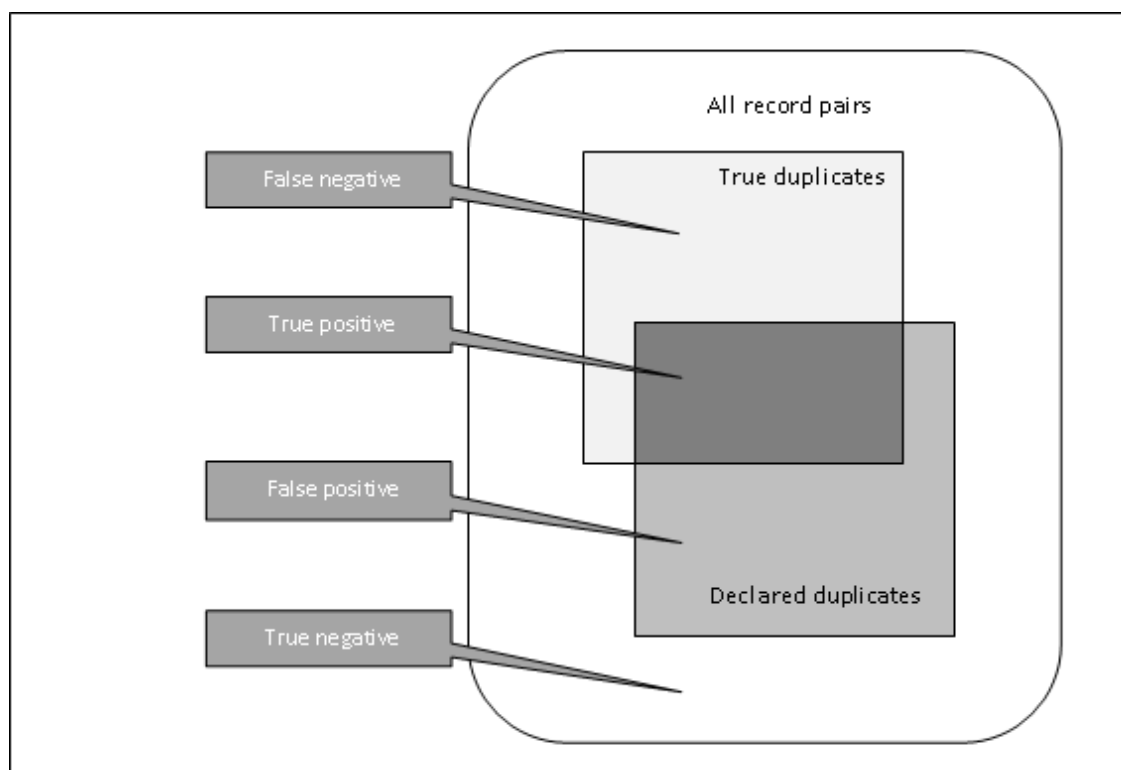 All record pairs
False negative
True duplicates
True positive
False positive
Declared duplicates
True negative